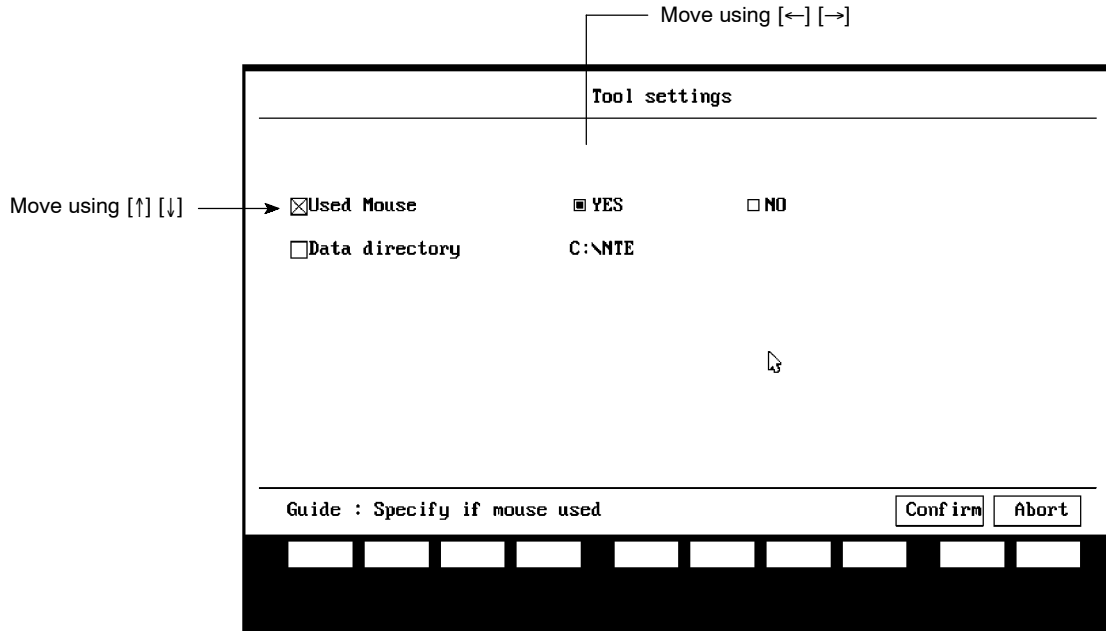 Move using [←] [→]
Tool settings
Move using [↑] [↓]
Used Mouse YES NO
Data directory C:\NTE
Guide : Specify if mouse used Confirm Abort